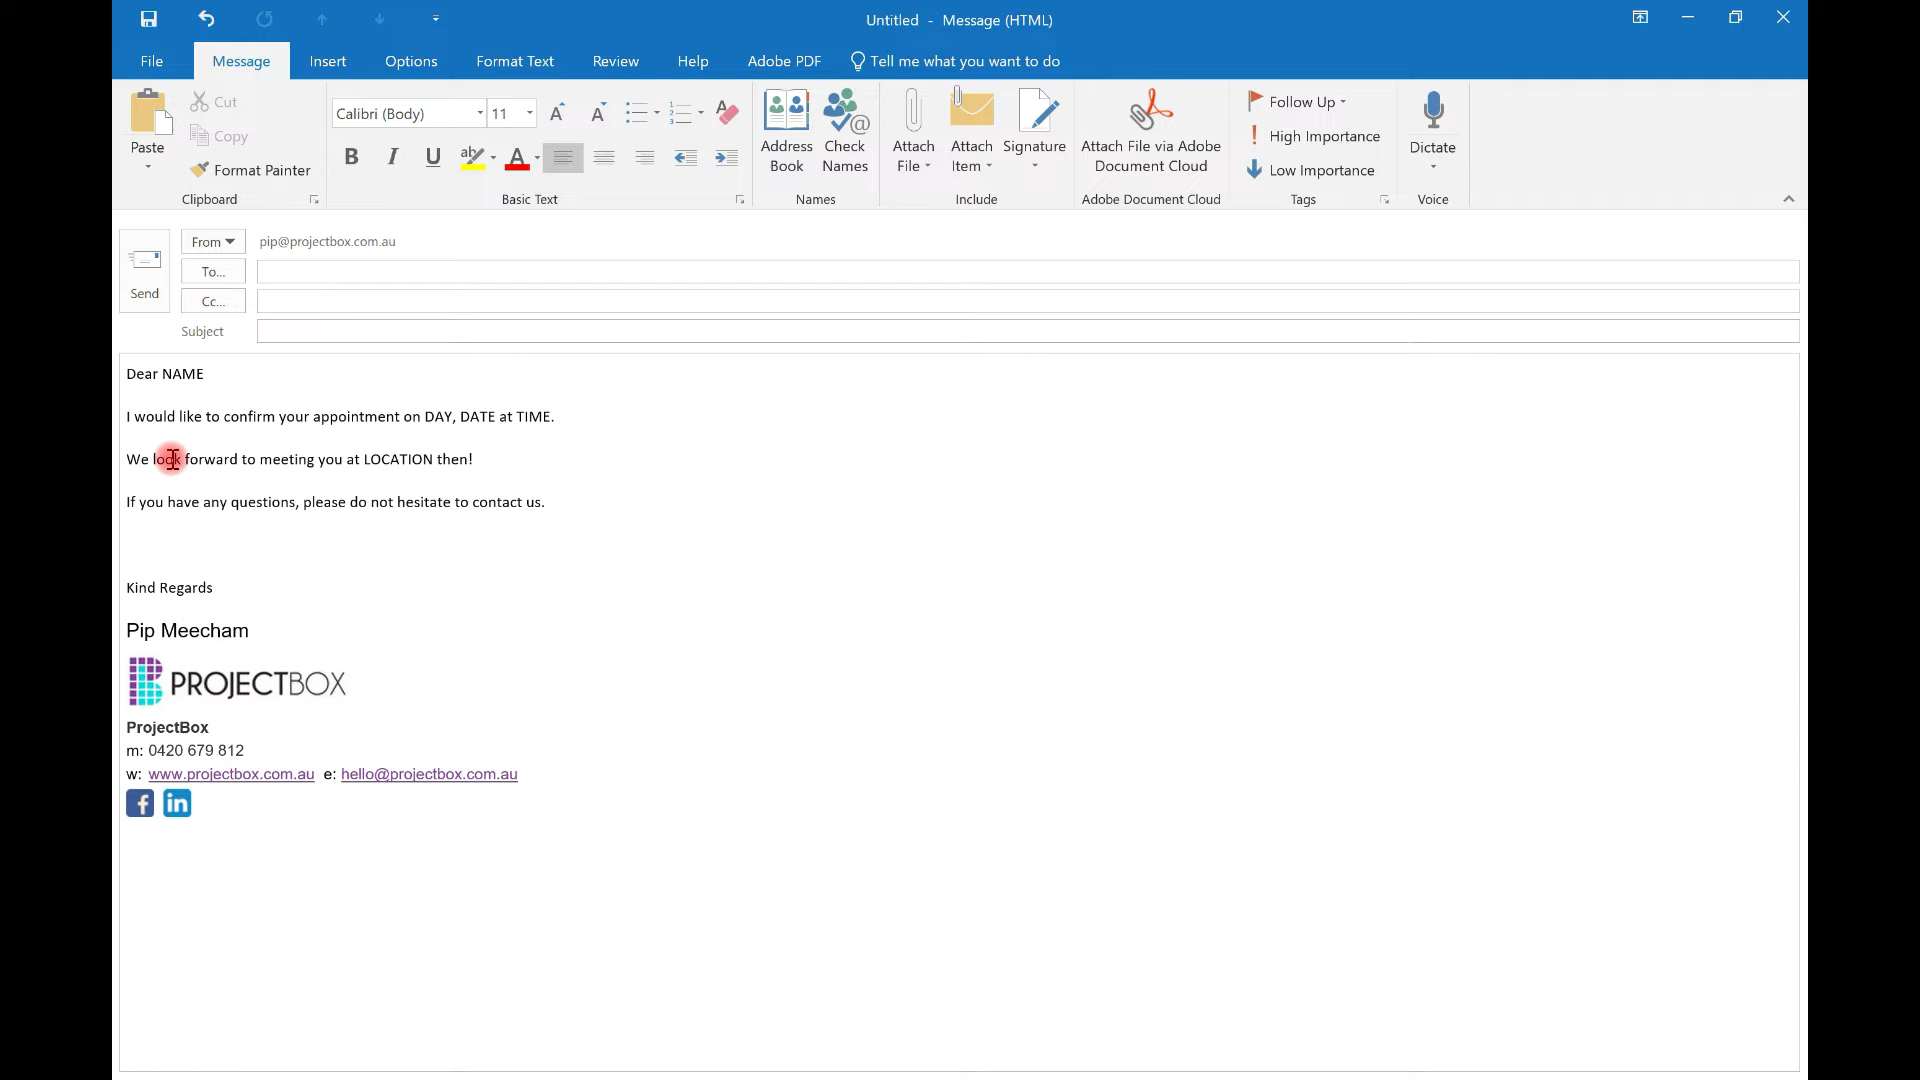 Untitled - Message (HTML)
File Message Insert Options Format Text Review Help Adobe PDF Tell me what you want to do
Paste
Cut
Copy
Format Painter
Clipboard
Calibri (Body) 11
B I U ab A
Basic Text
Address Book
Check Names
Names
Attach File
Attach Item
Signature
Include
Attach File via Adobe Document Cloud
Adobe Document Cloud
Follow Up
High Importance
Low Importance
Tags
Dictate
Voice
Send
From pip@projectbox.com.au
To...
Cc...
Subject
Dear NAME
I would like to confirm your appointment on DAY, DATE at TIME.
We look forward to meeting you at LOCATION then!
If you have any questions, please do not hesitate to contact us.
Kind Regards
Pip Meecham
PROJECTBOX
ProjectBox
m: 0420 679 812
w: www.projectbox.com.au e: hello@projectbox.com.au
f in